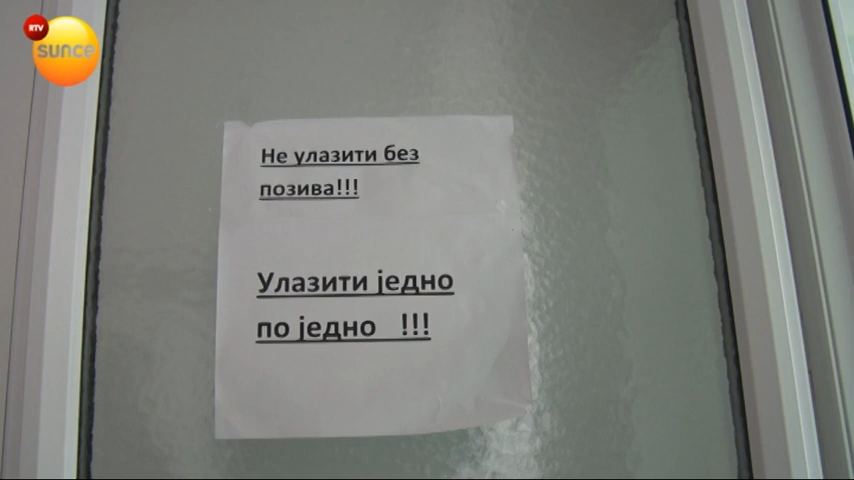 RTV
sunce
Не улазити без
позива!!!
Улазити једно
по једно !!!